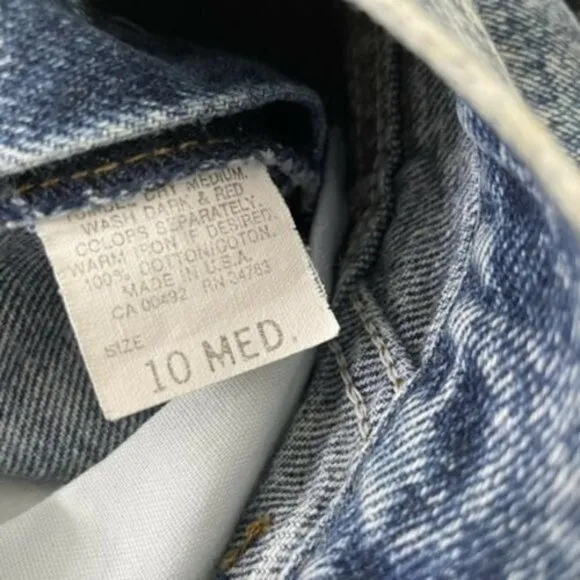 TUMBLE DRY MEDIUM.
WASH DARK & RED
COLORS SEPARATELY.
WARM IRON IF DESIRED.
100% COTTON/COTON.
MADE IN U.S.A.
CA 00492 RN 34783
SIZE
10 MED.